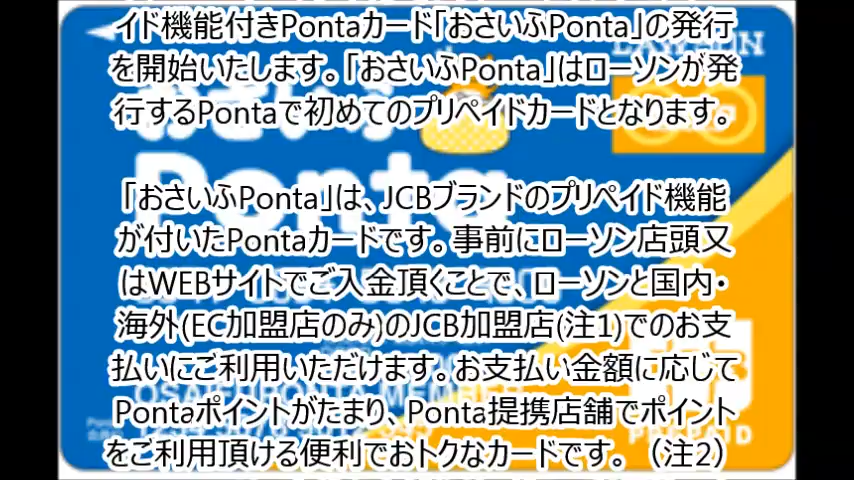 イド機能付きPontaカード「おさいふPonta」の発行
を開始いたします。「おさいふPonta」はローソンが発
行するPontaで初めてのプリペイドカードとなります。
「おさいふPonta」は、JCBブランドのプリペイド機能
が付いたPontaカードです。事前にローソン店頭又
はWEBサイトでご入金頂くことで、ローソンと国内・
海外(EC加盟店のみ)のJCB加盟店(注1)でのお支
払いにご利用いただけます。お支払い金額に応じて
Pontaポイントがたまり、Ponta提携店舗でポイント
をご利用頂ける便利でおトクなカードです。（注2）
LAWSON
おさいふ
Ponta
OSAIFUPONTA MEMBER
PREPAID